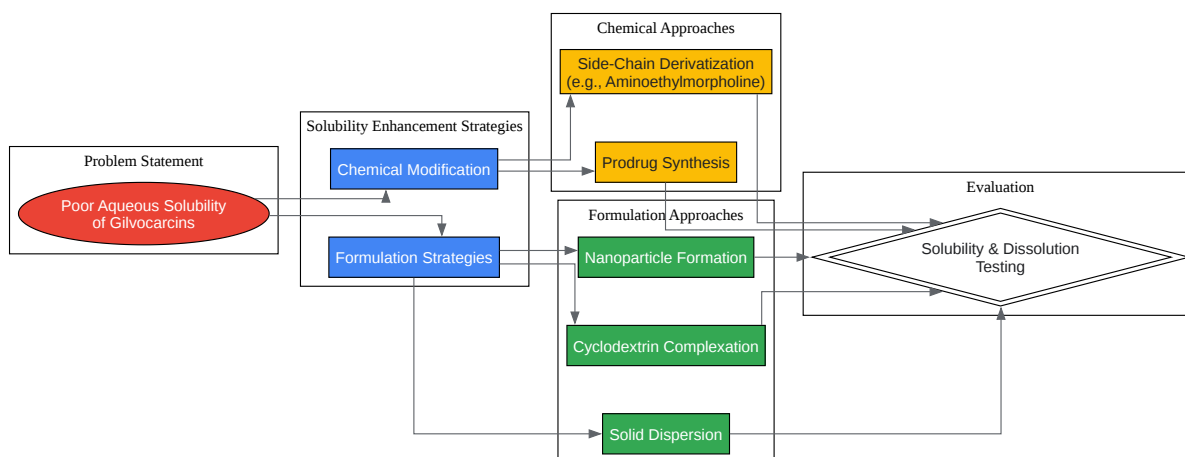 Problem Statement
Poor Aqueous Solubility
of Gilvocarcins
Solubility Enhancement Strategies
Chemical Modification
Formulation Strategies
Chemical Approaches
Side-Chain Derivatization
(e.g., Aminoethylmorpholine)
Prodrug Synthesis
Formulation Approaches
Nanoparticle Formation
Cyclodextrin Complexation
Solid Dispersion
Evaluation
Solubility & Dissolution
Testing